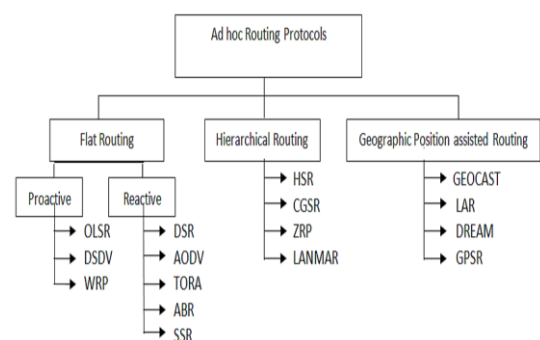 Ad hoc Routing Protocols
Flat Routing
Hierarchical Routing
Geographic Position assisted Routing
Proactive
Reactive
OLSR
DSDV
WRP
DSR
AODV
TORA
ABR
SSR
HSR
CGSR
ZRP
LANMAR
GEOCAST
LAR
DREAM
GPSR